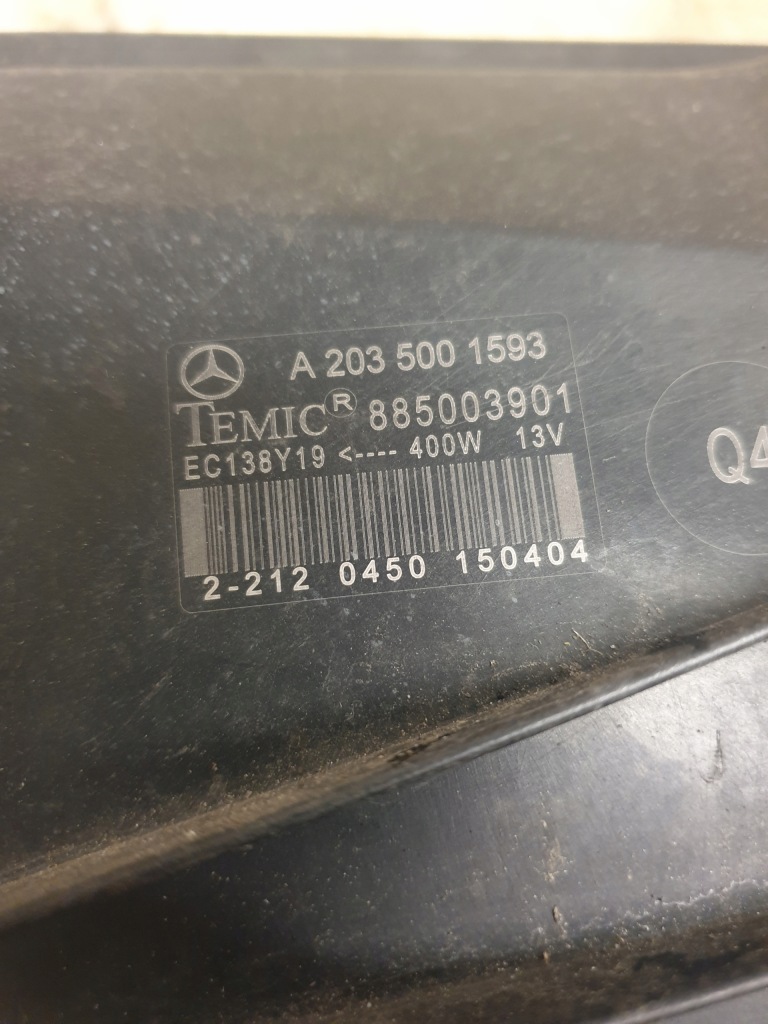 A 203 500 1593
TEMIC® 885003901
EC138Y19 <---- 400W 13V
2-212 0450 150404
Q4